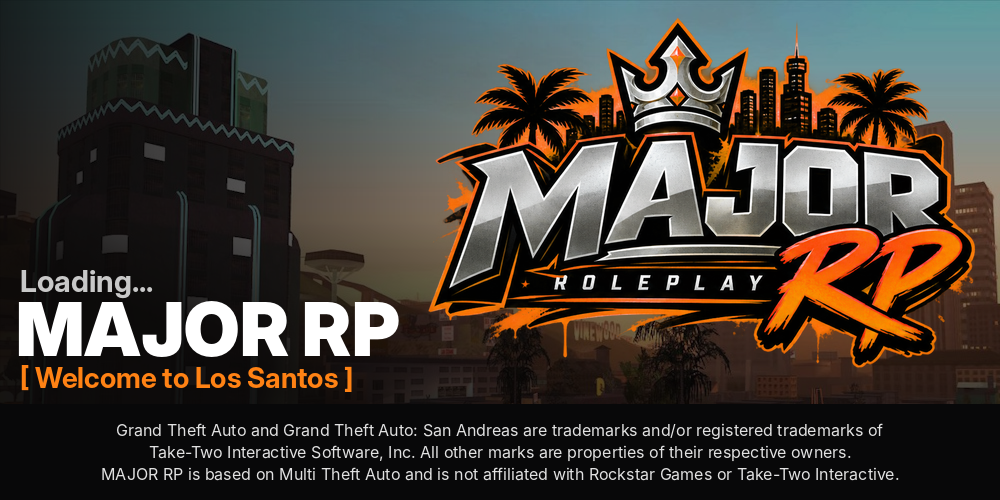 MAJOR
RP
ROLEPLAY
Loading...
MAJOR RP
[ Welcome to Los Santos ]
VINEWOOD
Grand Theft Auto and Grand Theft Auto: San Andreas are trademarks and/or registered trademarks of
Take-Two Interactive Software, Inc. All other marks are properties of their respective owners.
MAJOR RP is based on Multi Theft Auto and is not affiliated with Rockstar Games or Take-Two Interactive.